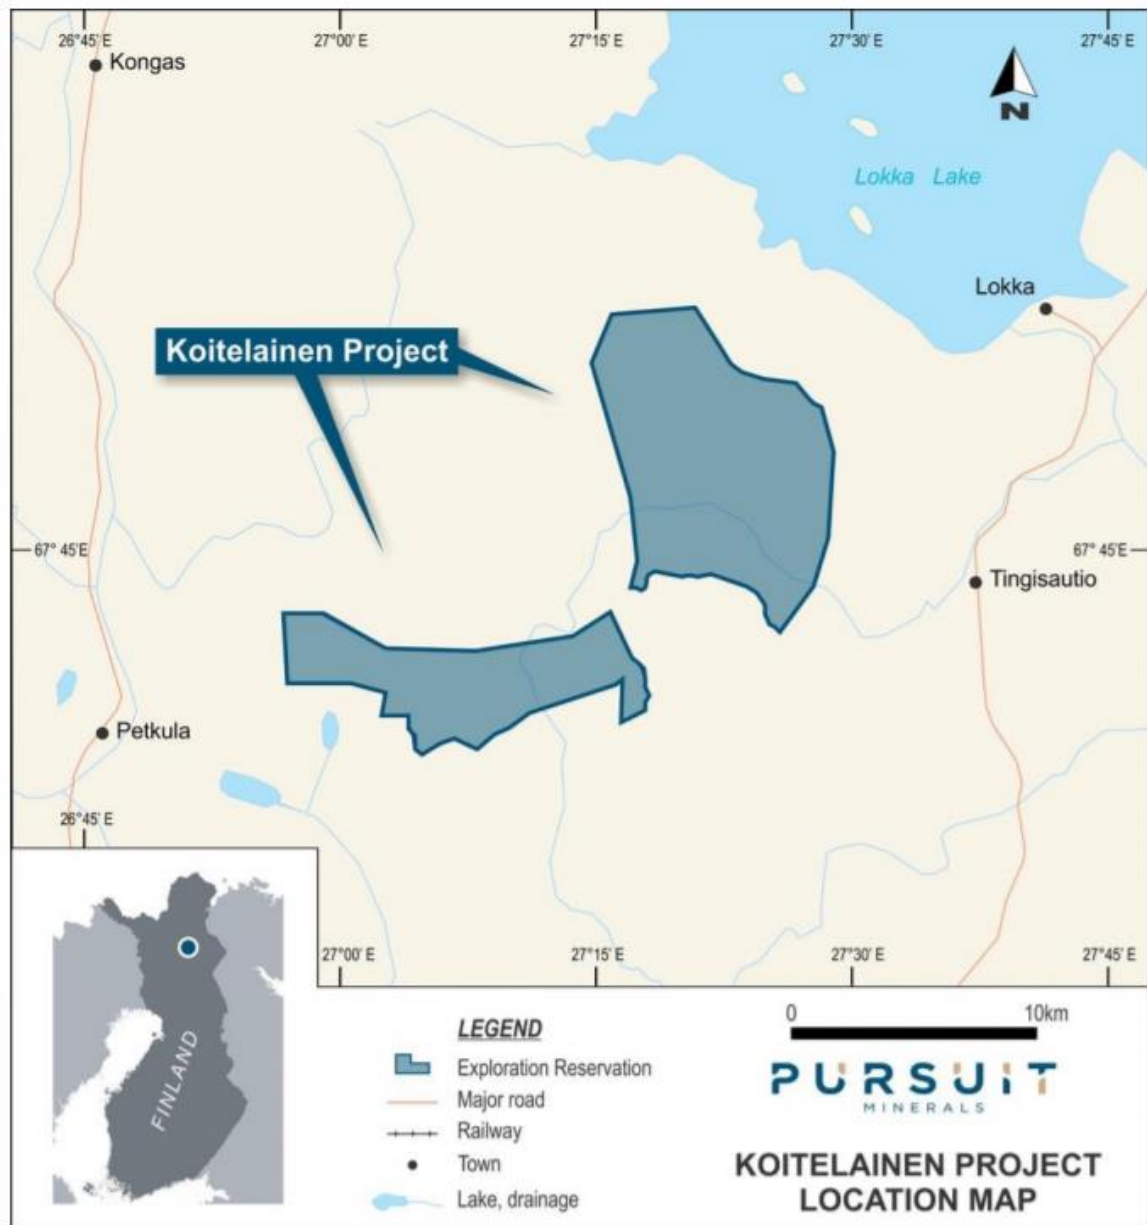 26°45' E
27°00' E
27°15' E
27°30' E
27°45' E
Kongas
N
Lokka Lake
Lokka
Koitelainen Project
67° 45'E
67° 45'E
Tingisautio
Petkula
26°45' E
27°00' E
27°15' E
27°30' E
27°45' E
FINLAND
LEGEND
Exploration Reservation
Major road
Railway
Town
Lake, drainage
0 10km
PURSUIT
MINERALS
KOITELAINEN PROJECT
LOCATION MAP